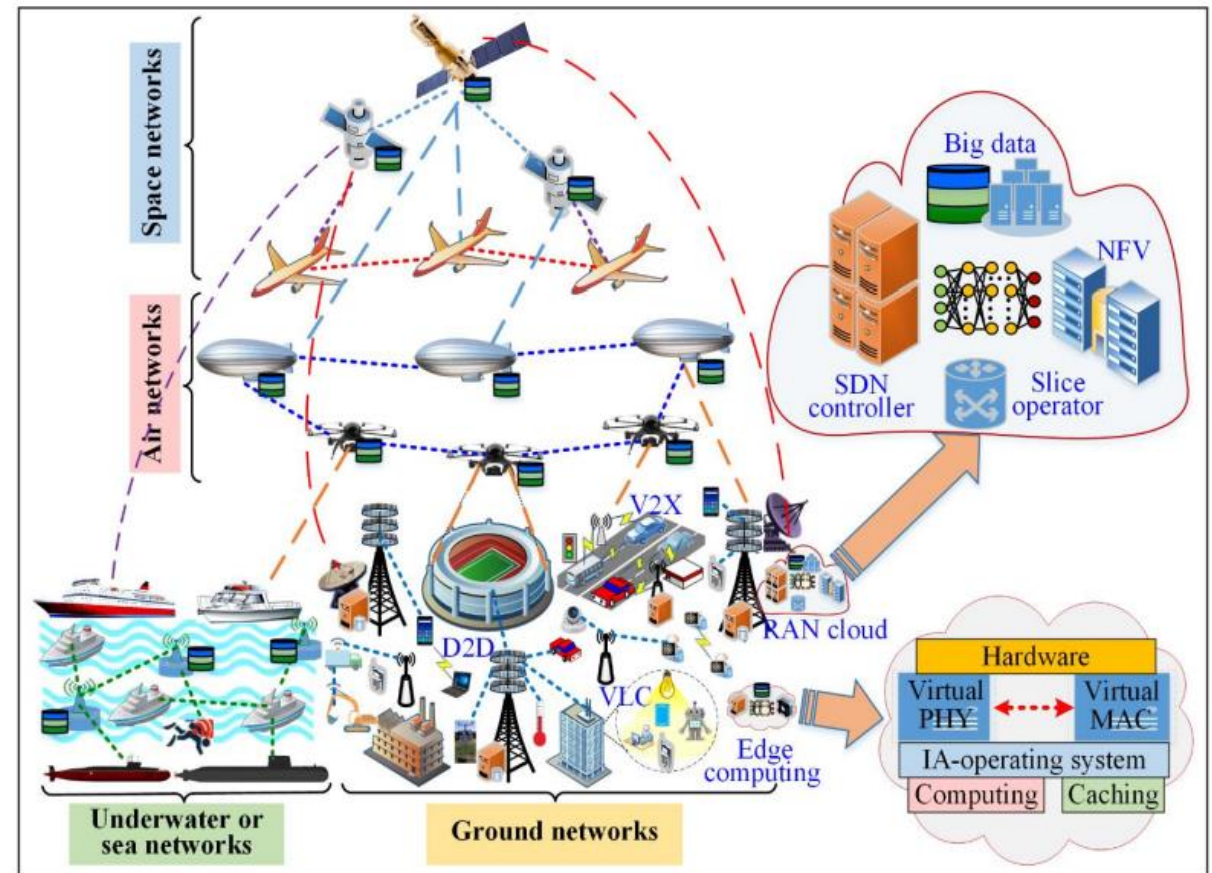 Space networks
Air networks
Big data
NFV
SDN
controller
Slice
operator
V2X
D2D
RAN cloud
VLC
Edge
computing
Hardware
Virtual
PHY
Virtual
MAC
IA-operating system
Computing
Caching
Underwater or
sea networks
Ground networks